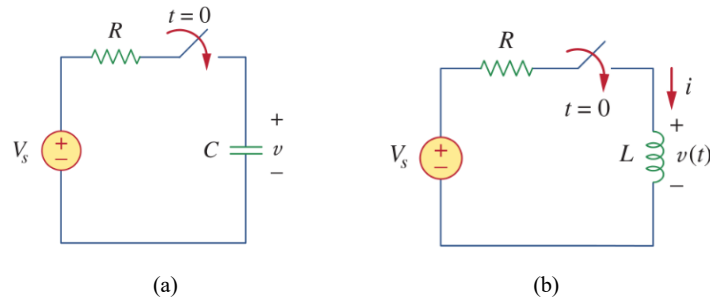 t = 0
R
V_s
+
−
C
+
v
−
(a)
R
t = 0
i
V_s
+
−
L
+
v(t)
−
(b)